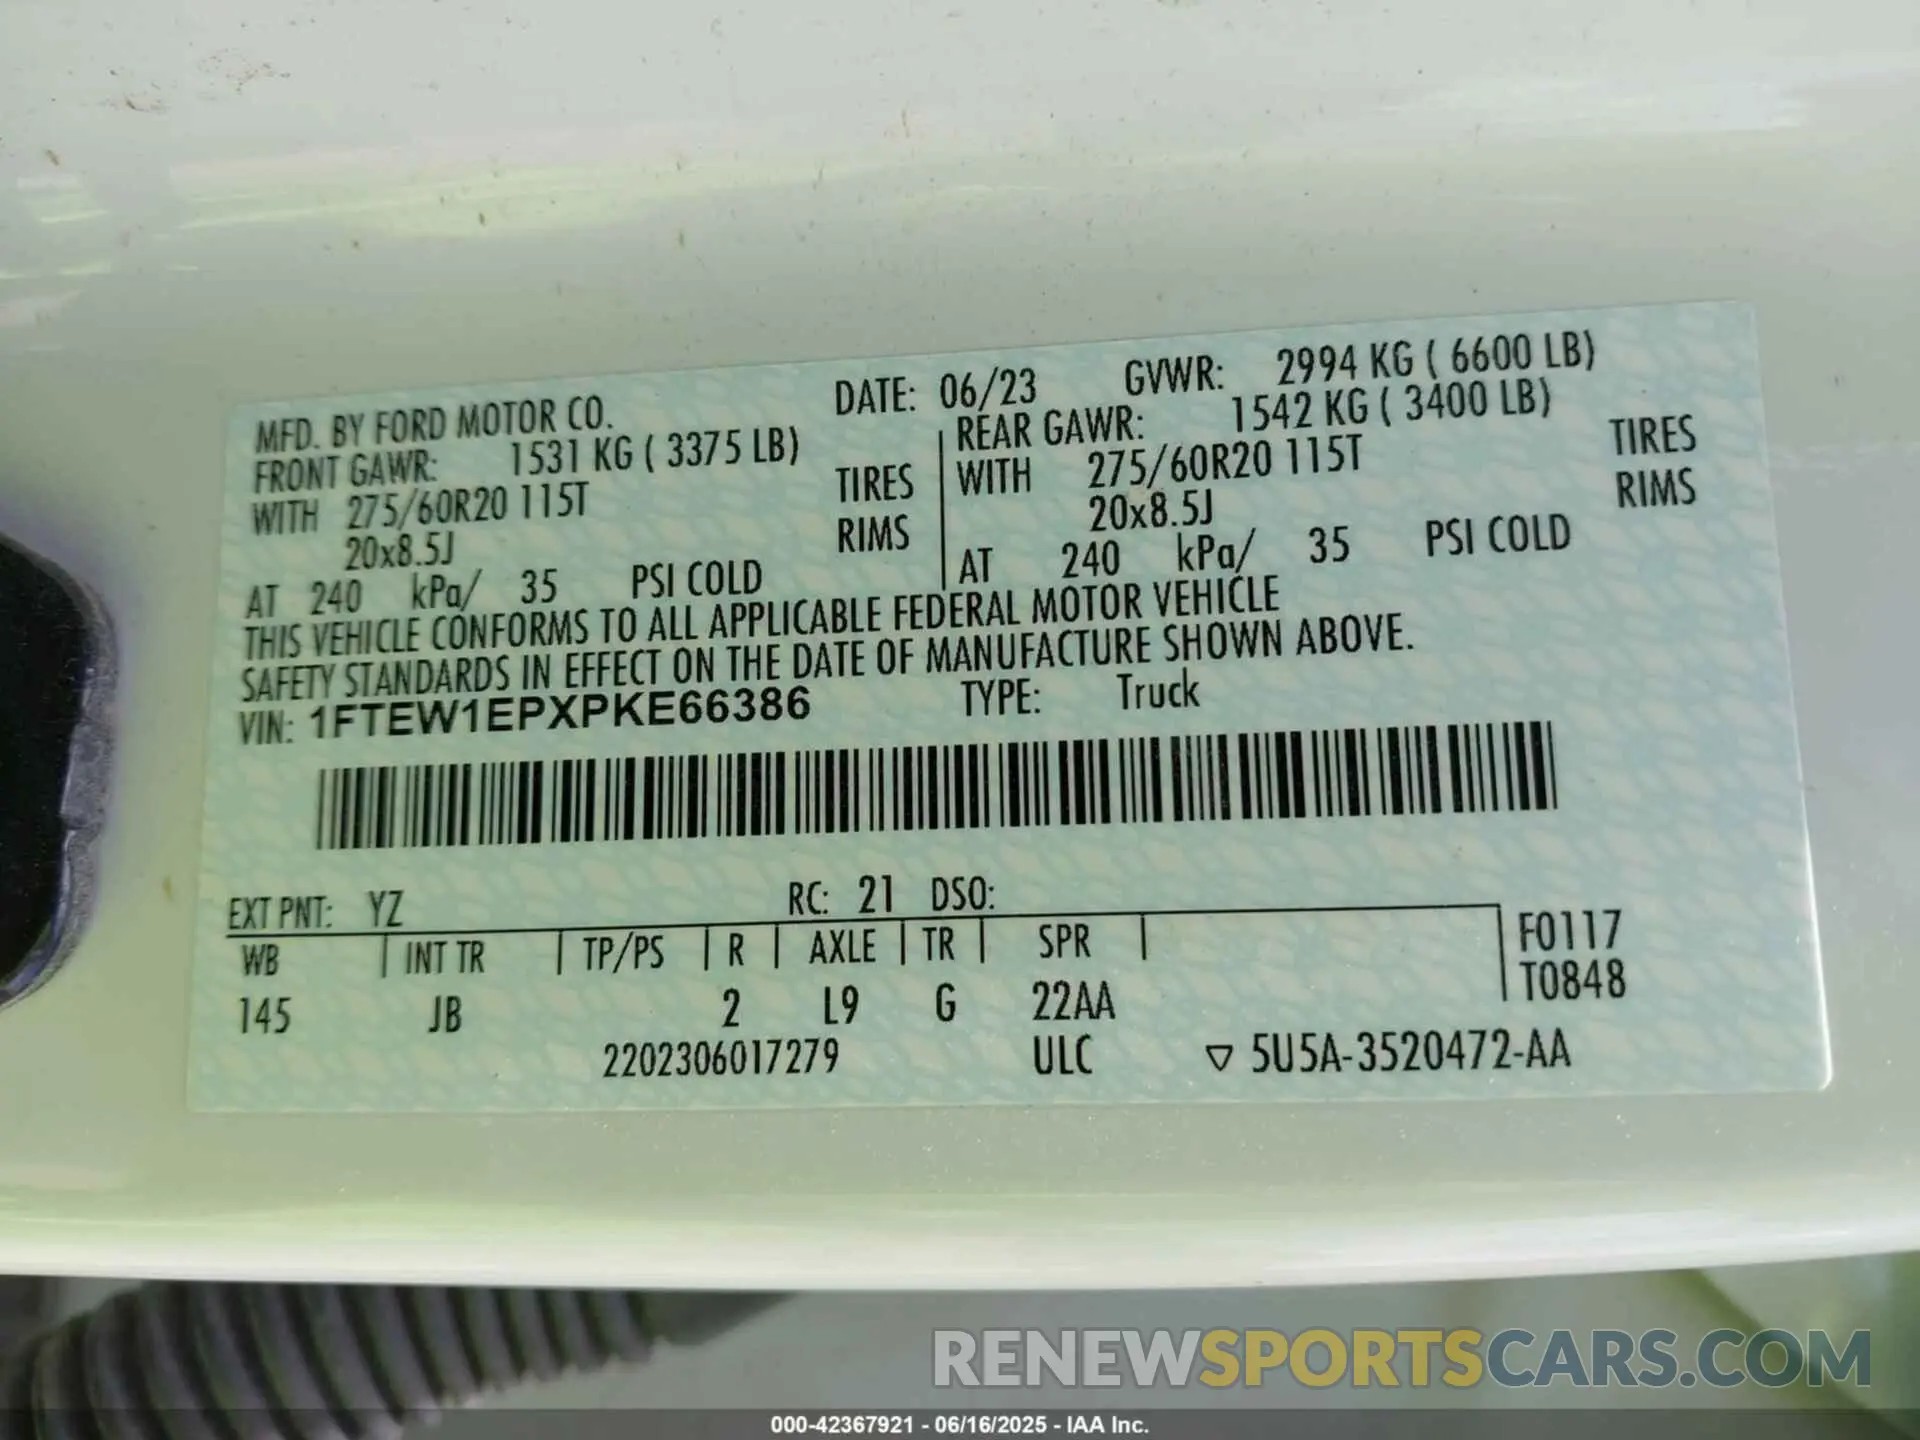 MFD. BY FORD MOTOR CO. DATE: 06/23 GVWR: 2994 KG ( 6600 LB)
FRONT GAWR: 1531 KG ( 3375 LB) REAR GAWR: 1542 KG ( 3400 LB)
WITH 275/60R20 115T TIRES WITH 275/60R20 115T TIRES
20x8.5J RIMS 20x8.5J RIMS
AT 240 kPa/ 35 PSI COLD AT 240 kPa/ 35 PSI COLD
THIS VEHICLE CONFORMS TO ALL APPLICABLE FEDERAL MOTOR VEHICLE
SAFETY STANDARDS IN EFFECT ON THE DATE OF MANUFACTURE SHOWN ABOVE.
VIN: 1FTEW1EPXPKE66386 TYPE: Truck
EXT PNT: YZ RC: 21 DSO:
WB INT TR TP/PS R AXLE TR SPR F0117
145 JB 2 L9 G 22AA T0848
2202306017279 ULC ▽ 5U5A-3520472-AA
RENEWSPORTSCARS.COM
000-42367921 - 06/16/2025 - IAA Inc.